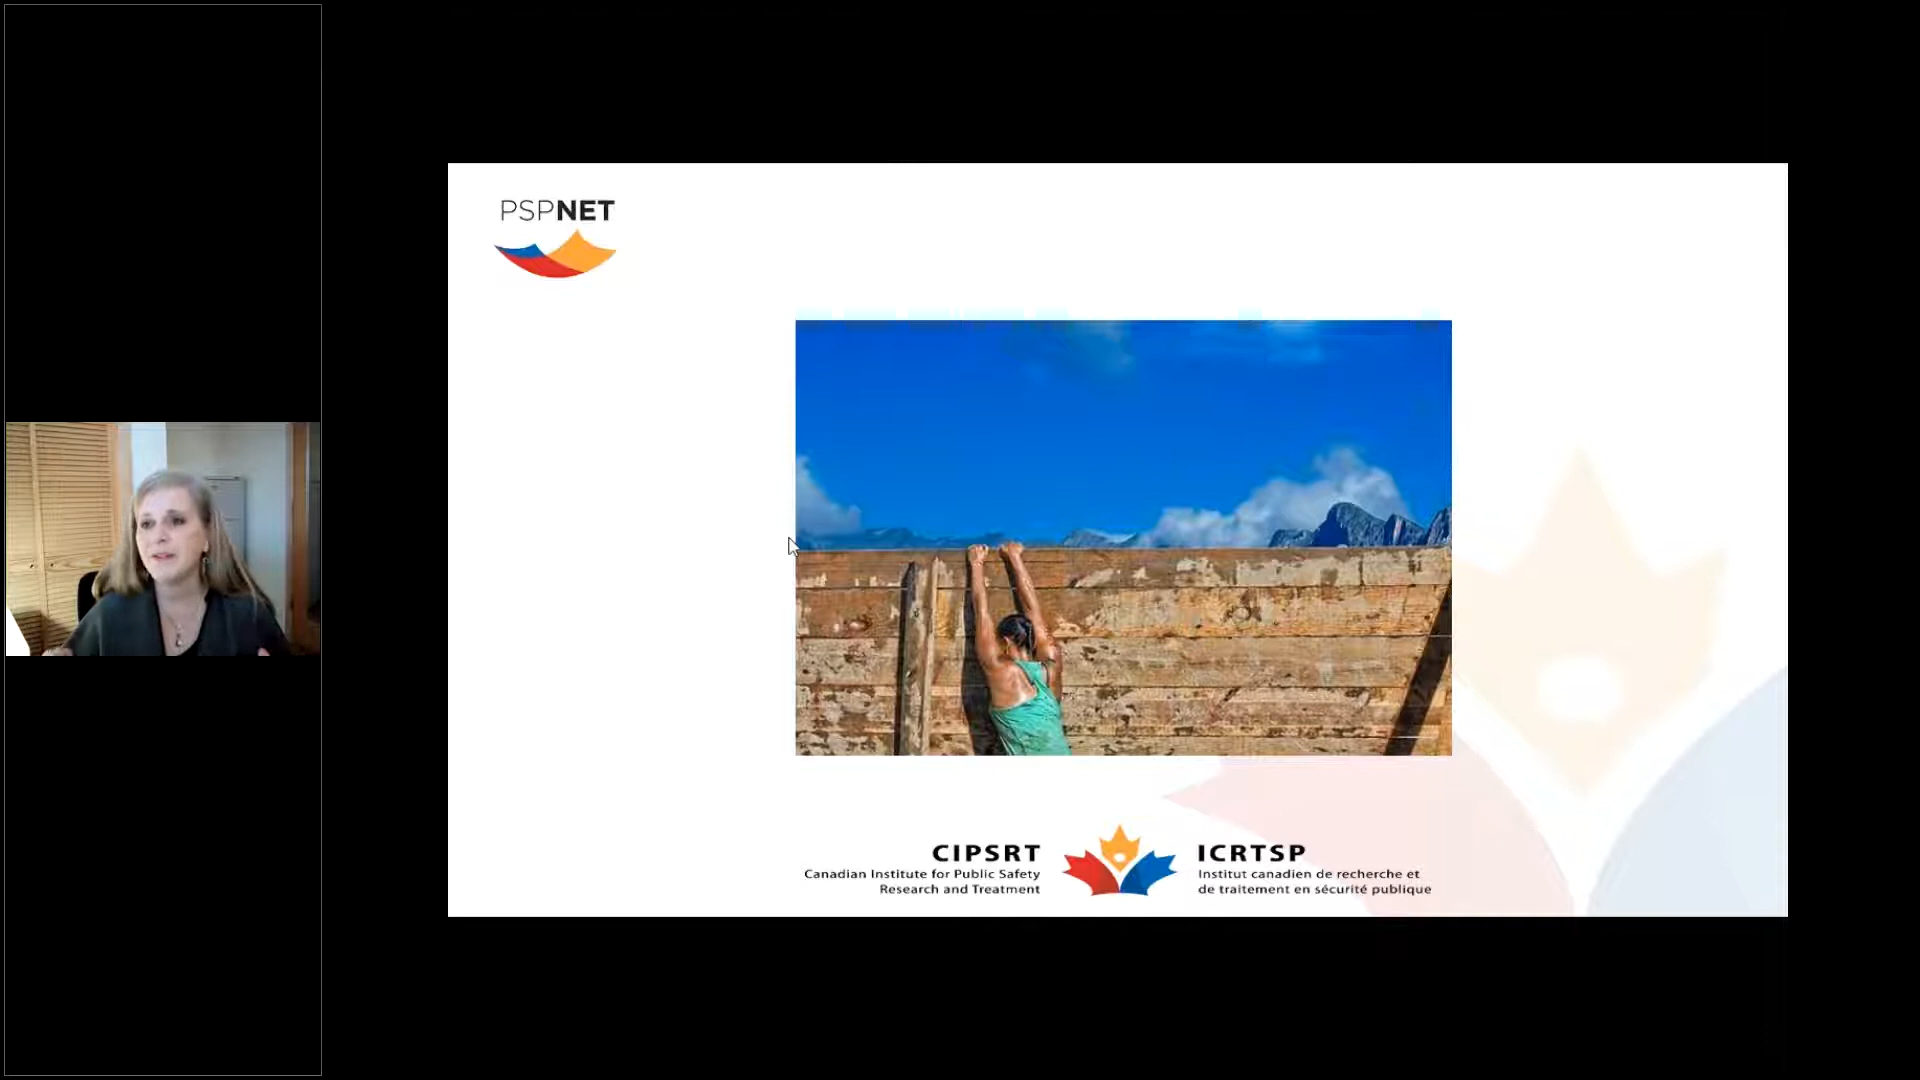 PSPNET
CIPSRT
Canadian Institute for Public Safety
Research and Treatment
ICRTSP
Institut canadien de recherche et
de traitement en sécurité publique